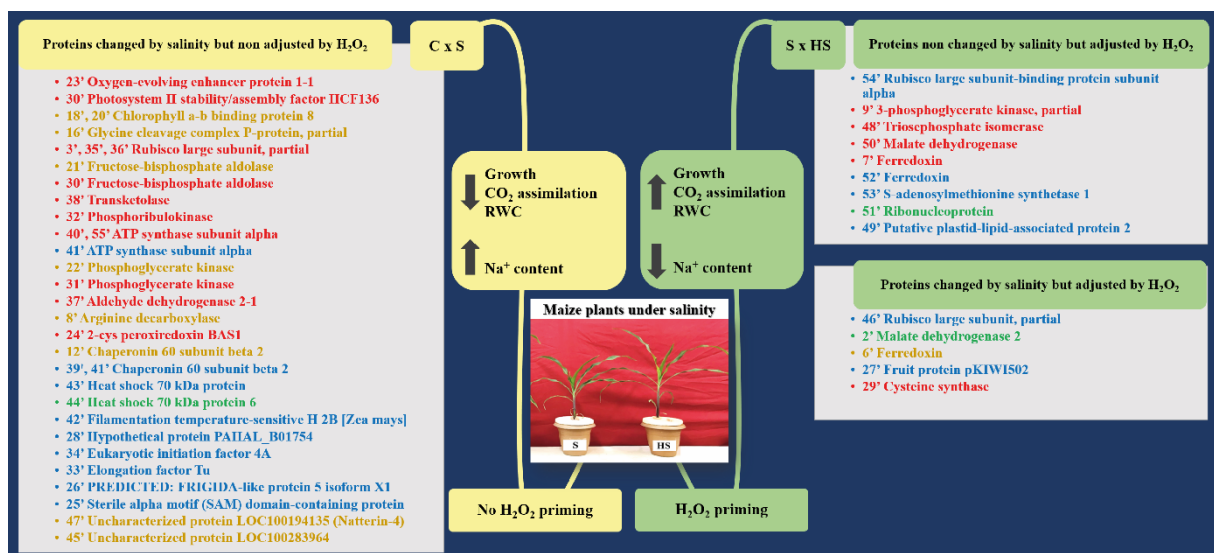 Proteins changed by salinity but non adjusted by H₂O₂
C x S
• 23' Oxygen-evolving enhancer protein 1-1
• 30' Photosystem II stability/assembly factor HCF136
• 18', 20' Chlorophyll a-b binding protein 8
• 16' Glycine cleavage complex P-protein, partial
• 3', 35', 36' Rubisco large subunit, partial
• 21' Fructose-bisphosphate aldolase
• 30' Fructose-bisphosphate aldolase
• 38' Transketolase
• 32' Phosphoribulokinase
• 40', 55' ATP synthase subunit alpha
• 41' ATP synthase subunit alpha
• 22' Phosphoglycerate kinase
• 31' Phosphoglycerate kinase
• 37' Aldehyde dehydrogenase 2-1
• 8' Arginine decarboxylase
• 24' 2-cys peroxiredoxin BAS1
• 12' Chaperonin 60 subunit beta 2
• 39', 41' Chaperonin 60 subunit beta 2
• 43' Heat shock 70 kDa protein
• 44' Heat shock 70 kDa protein 6
• 42' Filamentation temperature-sensitive H 2B [Zea mays]
• 28' Hypothetical protein PAHAL_B01754
• 34' Eukaryotic initiation factor 4A
• 33' Elongation factor Tu
• 26' PREDICTED: FRIGIDA-like protein 5 isoform X1
• 25' Sterile alpha motif (SAM) domain-containing protein
• 47' Uncharacterized protein LOC100194135 (Natterin-4)
• 45' Uncharacterized protein LOC100283964
Growth
CO₂ assimilation
RWC
Na⁺ content
Growth
CO₂ assimilation
RWC
Na⁺ content
Maize plants under salinity
S
HS
No H₂O₂ priming
H₂O₂ priming
S x HS
Proteins non changed by salinity but adjusted by H₂O₂
• 54' Rubisco large subunit-binding protein subunit
alpha
• 9' 3-phosphoglycerate kinase, partial
• 48' Triosephosphate isomerase
• 50' Malate dehydrogenase
• 7' Ferredoxin
• 52' Ferredoxin
• 53' S-adenosylmethionine synthetase 1
• 51' Ribonucleoprotein
• 49' Putative plastid-lipid-associated protein 2
Proteins changed by salinity but adjusted by H₂O₂
• 46' Rubisco large subunit, partial
• 2' Malate dehydrogenase 2
• 6' Ferredoxin
• 27' Fruit protein pKIWI502
• 29' Cysteine synthase